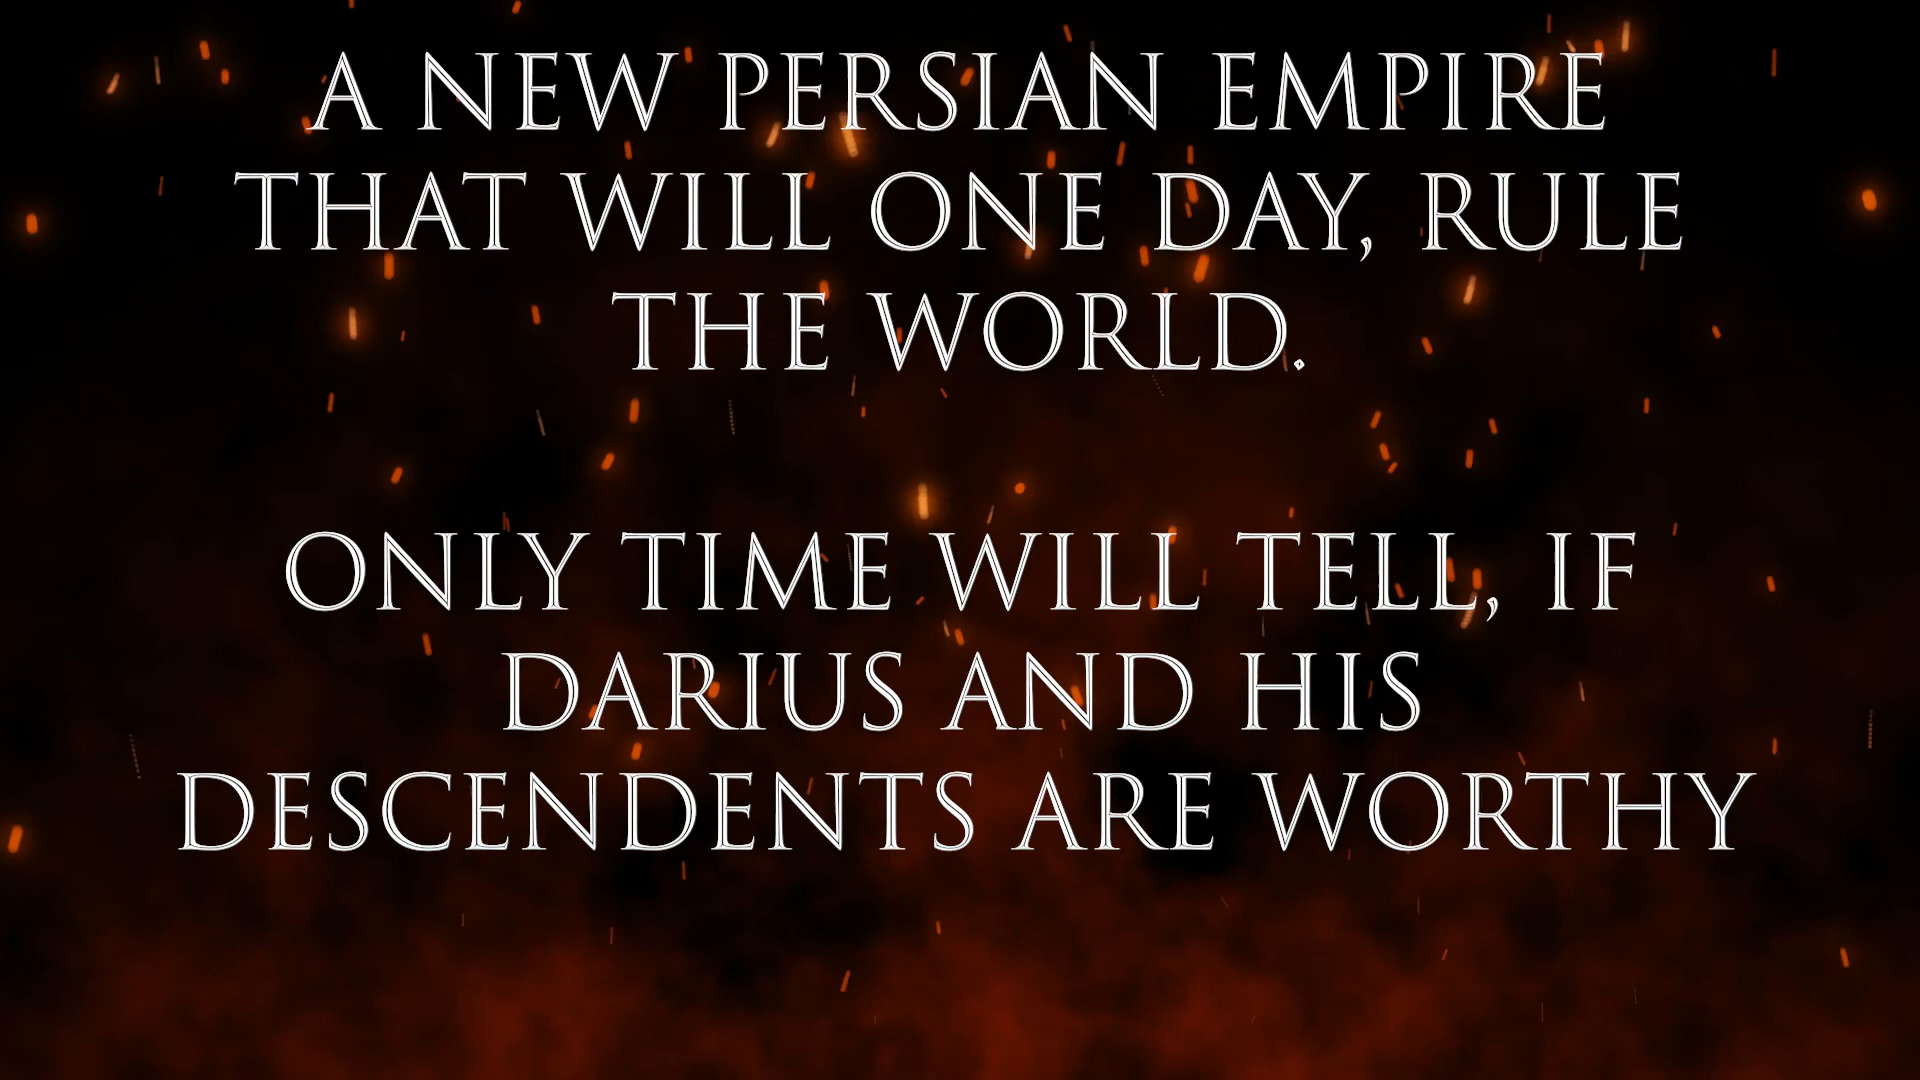 A NEW PERSIAN EMPIRE
THAT WILL ONE DAY, RULE
THE WORLD.
ONLY TIME WILL TELL, IF
DARIUS AND HIS
DESCENDENTS ARE WORTHY